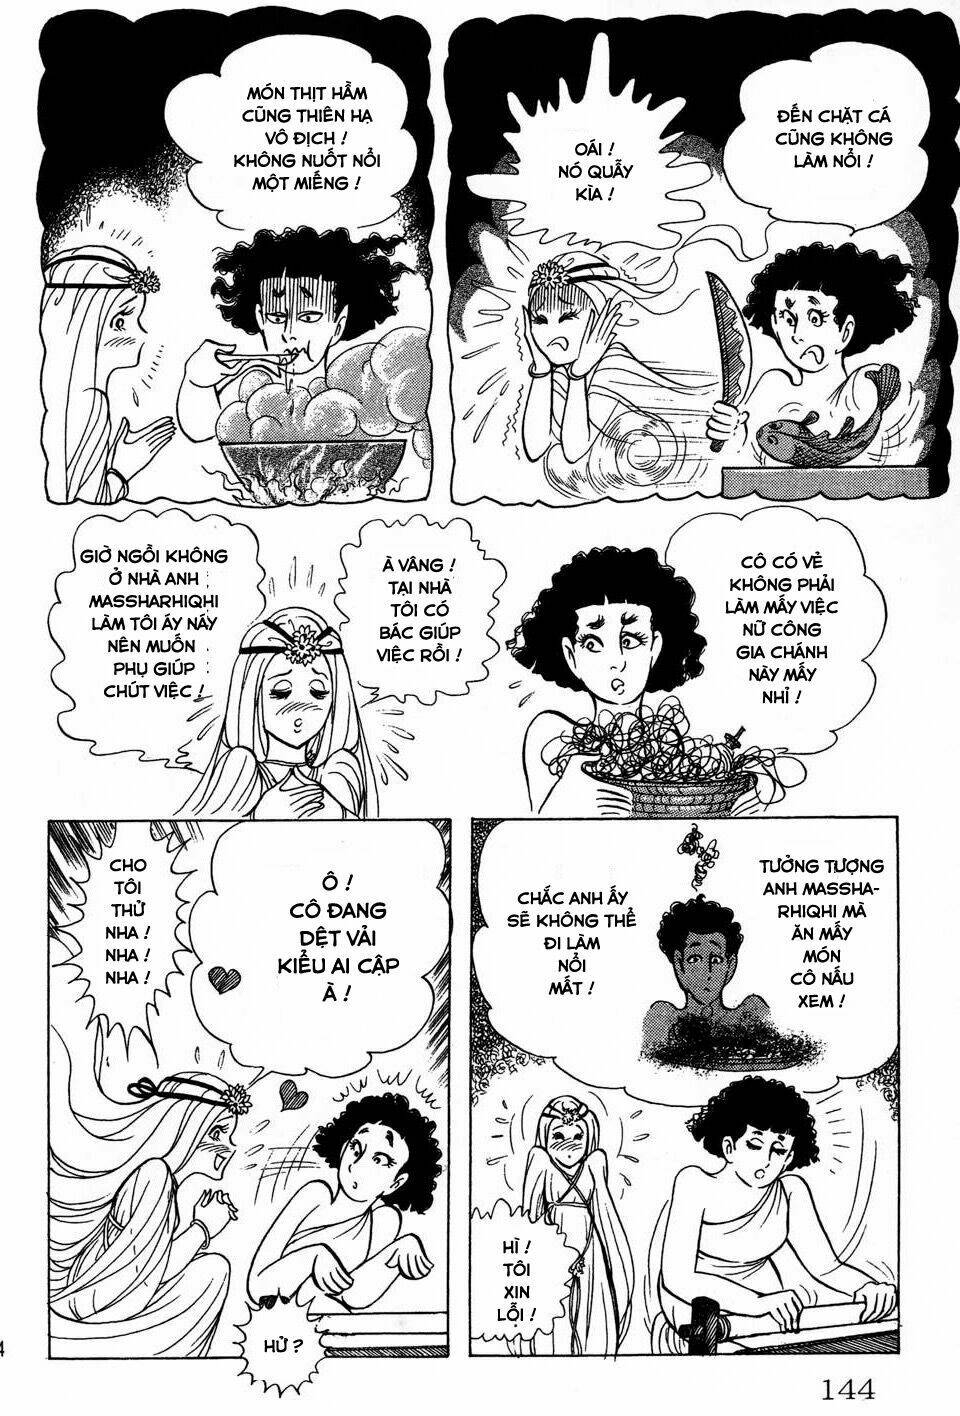 MÓN THỊT HẦM
CŨNG THIÊN HẠ
VÔ ĐỊCH !
KHÔNG NUỐT NỔI
MỘT MIẾNG !
OÁI !
NÓ QUẪY
KÌA !
ĐẾN CHẶT CÁ
CŨNG KHÔNG
LÀM NỔI !
GIỜ NGỒI KHÔNG
Ở NHÀ ANH
MASSHARHIQHI
LÀM TÔI ÁY NÁY
NÊN MUỐN
PHỤ GIÚP
CHÚT VIỆC !
À VÂNG !
TẠI NHÀ
TÔI CÓ
BÁC GIÚP
VIỆC RỒI !
CÔ CÓ VẺ
KHÔNG PHẢI
LÀM MẤY VIỆC
NỮ CÔNG
GIA CHÁNH
NÀY MẤY
NHỈ !
CHO
TÔI
THỬ
NHA !
NHA !
NHA !
Ô !
CÔ ĐANG
DỆT VẢI
KIỂU AI CẬP
À !
HỬ ?
CHẮC ANH ẤY
SẼ KHÔNG THỂ
ĐI LÀM
NỔI
MẤT !
TƯỞNG TƯỢNG
ANH MASSHA-
RHIQHI MÀ
ĂN MẤY
MÓN
CÔ NẤU
XEM !
HÌ !
TÔI
XIN
LỖI !
4
144